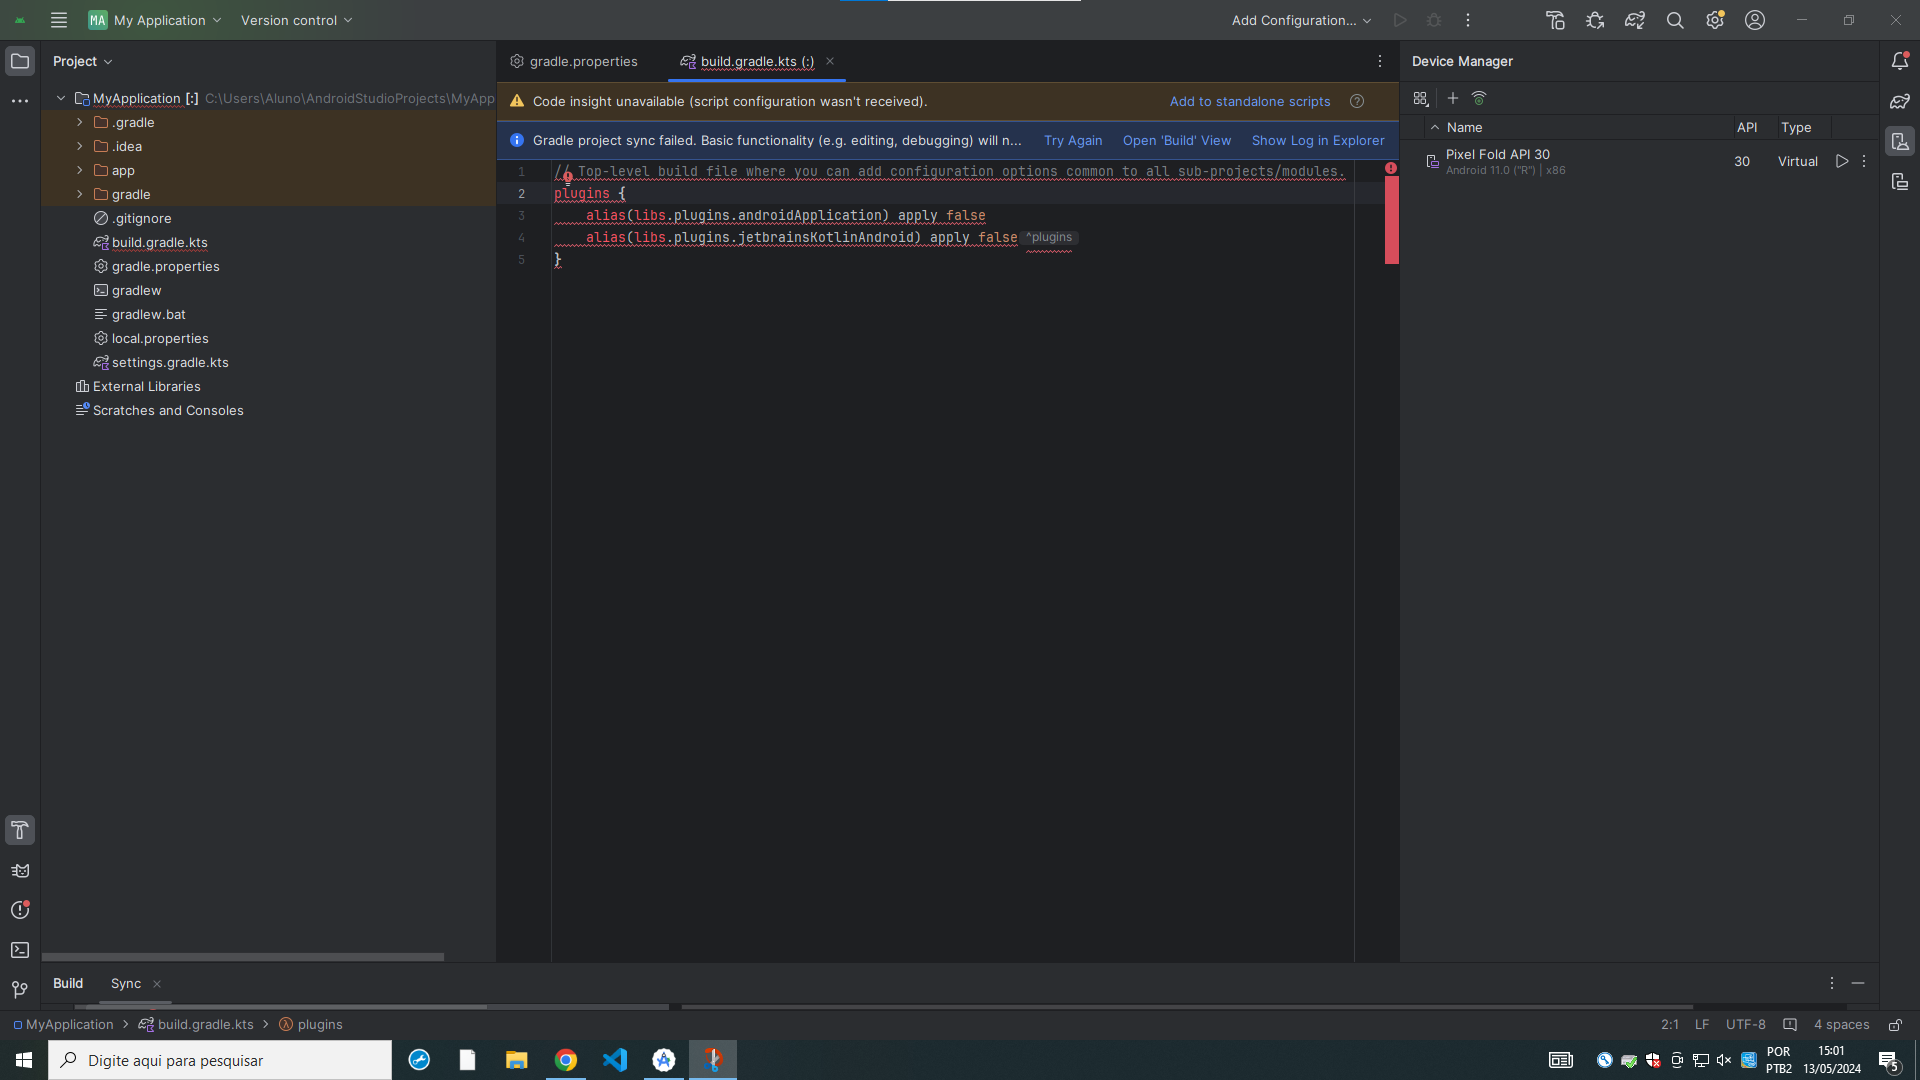 MA My Application Version control Add Configuration...
Project
MyApplication [:] C:\Users\Aluno\AndroidStudioProjects\MyApp
.gradle
.idea
app
gradle
.gitignore
build.gradle.kts
gradle.properties
gradlew
gradlew.bat
local.properties
settings.gradle.kts
External Libraries
Scratches and Consoles
gradle.properties build.gradle.kts (:)
Code insight unavailable (script configuration wasn't received). Add to standalone scripts
Gradle project sync failed. Basic functionality (e.g. editing, debugging) will n... Try Again Open 'Build' View Show Log in Explorer
1 // Top-level build file where you can add configuration options common to all sub-projects/modules.
2 plugins {
3 alias(libs.plugins.androidApplication) apply false
4 alias(libs.plugins.jetbrainsKotlinAndroid) apply false ^plugins
5 }
Device Manager
Name API Type
Pixel Fold API 30 30 Virtual
Android 11.0 ("R") | x86
Build Sync
MyApplication > build.gradle.kts > plugins 2:1 LF UTF-8 4 spaces
Digite aqui para pesquisar
POR
PTB2
15:01
13/05/2024
5